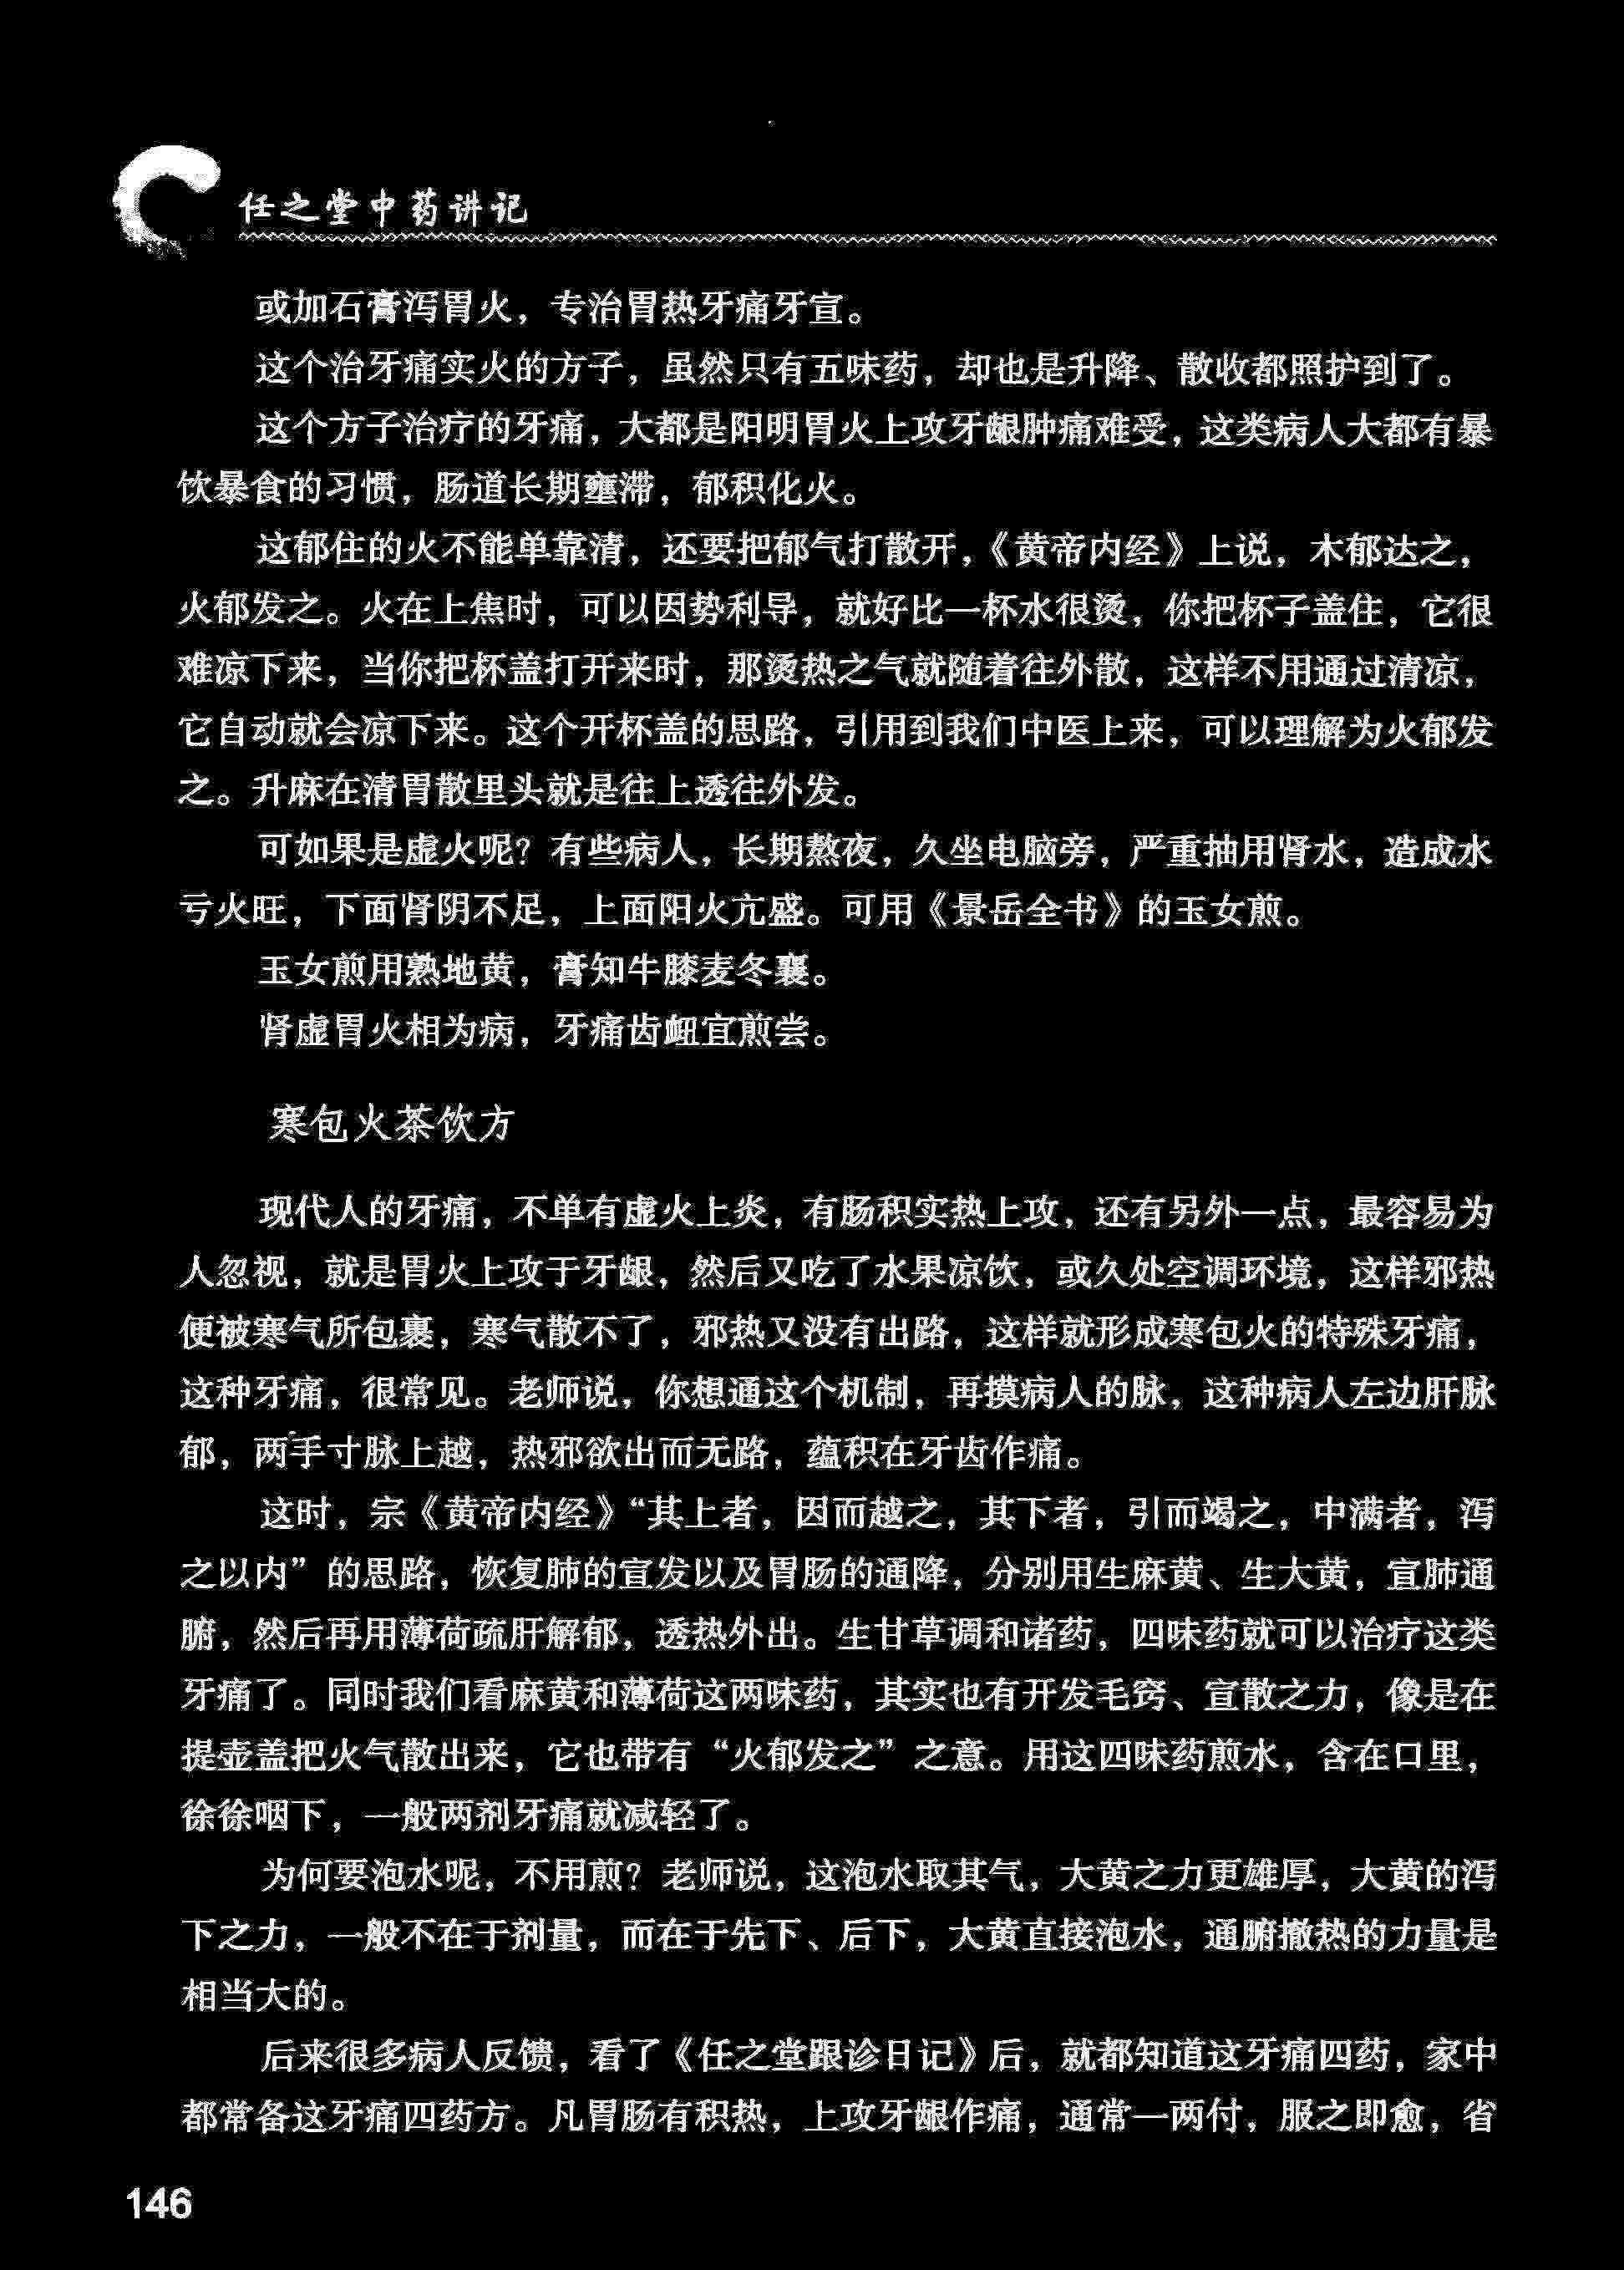 任之堂中药讲记
或加石膏泻胃火，专治胃热牙痛牙宣。
这个治牙痛实火的方子，虽然只有五味药，却也是升降、散收都照护到了。
这个方子治疗的牙痛，大都是阳明胃火上攻牙龈肿痛难受，这类病人大都有暴
饮暴食的习惯，肠道长期壅滞，郁积化火。
这郁住的火不能单靠清，还要把郁气打散开，《黄帝内经》上说，木郁达之，
火郁发之。火在上焦时，可以因势利导，就好比一杯水很烫，你把杯子盖住，它很
难凉下来，当你把杯盖打开来时，那烫热之气就随着往外散，这样不用通过清凉，
它自动就会凉下来。这个开杯盖的思路，引用到我们中医上来，可以理解为火郁发
之。升麻在清胃散里头就是往上透往外发。
可如果是虚火呢？有些病人，长期熬夜，久坐电脑旁，严重抽用肾水，造成水
亏火旺，下面肾阴不足，上面阳火亢盛。可用《景岳全书》的玉女煎。
玉女煎用熟地黄，膏知牛膝麦冬襄。
肾虚胃火相为病，牙痛齿衄宜煎尝。
寒包火茶饮方
现代人的牙痛，不单有虚火上炎，有肠积实热上攻，还有另外一点，最容易为
人忽视，就是胃火上攻于牙龈，然后又吃了水果凉饮，或久处空调环境，这样邪热
便被寒气所包裹，寒气散不了，邪热又没有出路，这样就形成寒包火的特殊牙痛，
这种牙痛，很常见。老师说，你想通这个机制，再摸病人的脉，这种病人左边肝脉
郁，两手寸脉上越，热邪欲出而无路，蕴积在牙齿作痛。
这时，宗《黄帝内经》“其上者，因而越之，其下者，引而竭之，中满者，泻
之以内”的思路，恢复肺的宣发以及胃肠的通降，分别用生麻黄、生大黄，宣肺通
腑，然后再用薄荷疏肝解郁，透热外出。生甘草调和诸药，四味药就可以治疗这类
牙痛了。同时我们看麻黄和薄荷这两味药，其实也有开发毛窍、宣散之力，像是在
提壶盖把火气散出来，它也带有“火郁发之”之意。用这四味药煎水，含在口里，
徐徐咽下，一般两剂牙痛就减轻了。
为何要泡水呢，不用煎？老师说，这泡水取其气，大黄之力更雄厚，大黄的泻
下之力，一般不在于剂量，而在于先下、后下，大黄直接泡水，通腑撤热的力量是
相当大的。
后来很多病人反馈，看了《任之堂跟诊日记》后，就都知道这牙痛四药，家中
都常备这牙痛四药方。凡胃肠有积热，上攻牙龈作痛，通常一两付，服之即愈，省
146